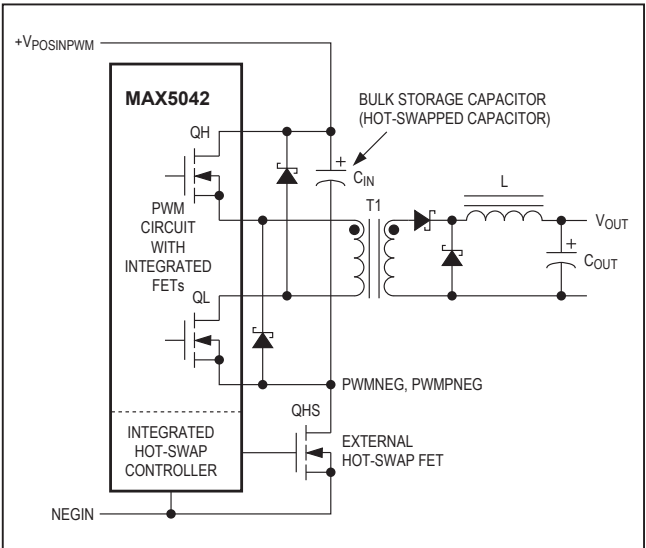 +VPOSINPWM
MAX5042
BULK STORAGE CAPACITOR
(HOT-SWAPPED CAPACITOR)
QH
+
CIN
T1
L
PWM
CIRCUIT
WITH
INTEGRATED
FETs
VOUT
+
COUT
QL
PWMNEG, PWMPNEG
QHS
INTEGRATED
HOT-SWAP
CONTROLLER
EXTERNAL
HOT-SWAP FET
NEGIN